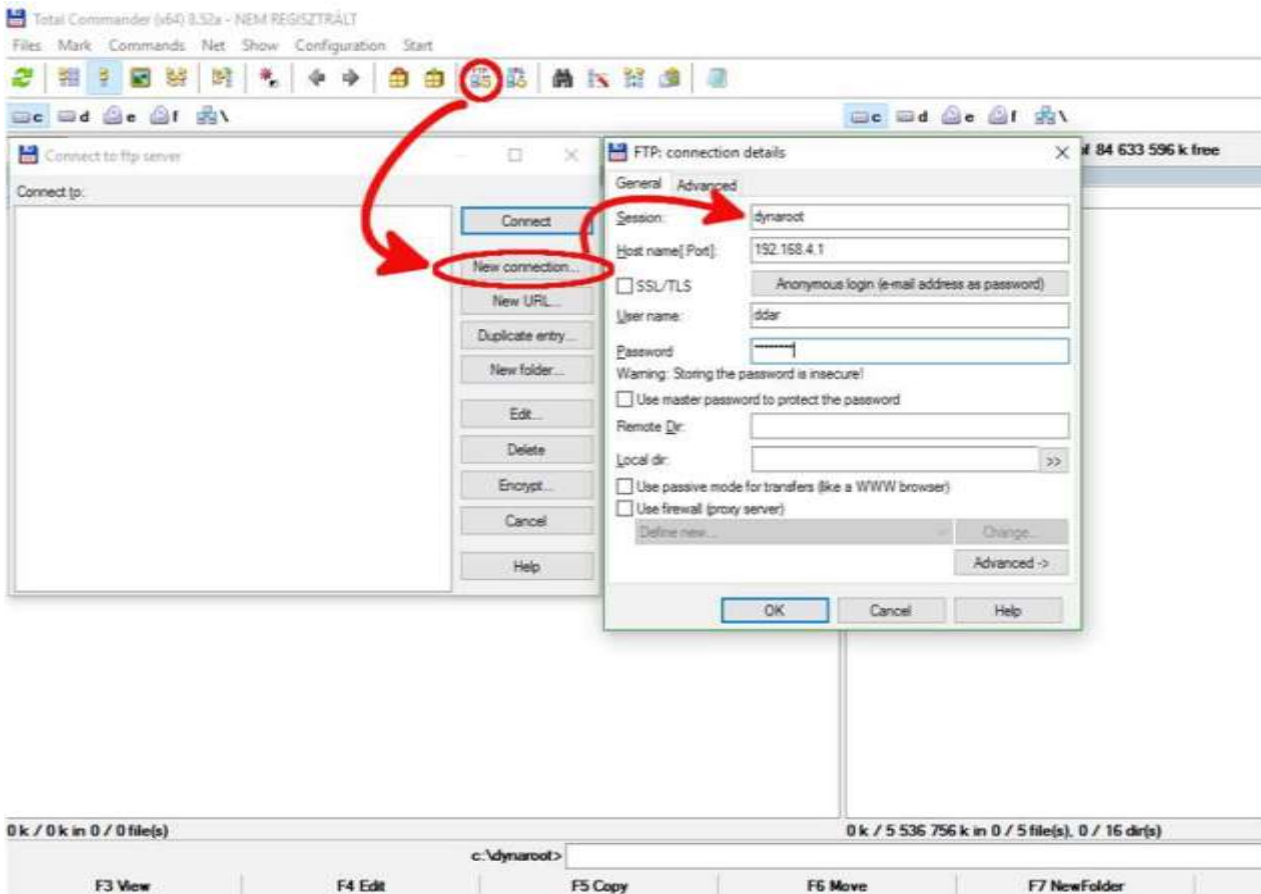 Total Commander (x64) 8.52a - NEM REGISZTRÁLT
Files Mark Commands Net Show Configuration Start
FTP
c d e f \
c d e f \
Connect to ftp server
Connect to:
Connect
New connection...
New URL...
Duplicate entry...
New folder...
Edit...
Delete
Encrypt...
Cancel
Help
FTP: connection details
General Advanced
Session: dynaroot
Host name[:Port]: 192.168.4.1
SSL/TLS Anonymous login (e-mail address as password)
User name: ddar
Password
Warning: Storing the password is insecure!
Use master password to protect the password
Remote Dir:
Local dir: >>
Use passive mode for transfers (like a WWW browser)
Use firewall (proxy server)
Define new... Change...
Advanced ->
OK Cancel Help
84 633 596 k free
0 k / 0 k in 0 / 0 file(s)
0 k / 5 536 756 k in 0 / 5 file(s), 0 / 16 dir(s)
c:\dynaroot>
F3 View F4 Edit F5 Copy F6 Move F7 NewFolder